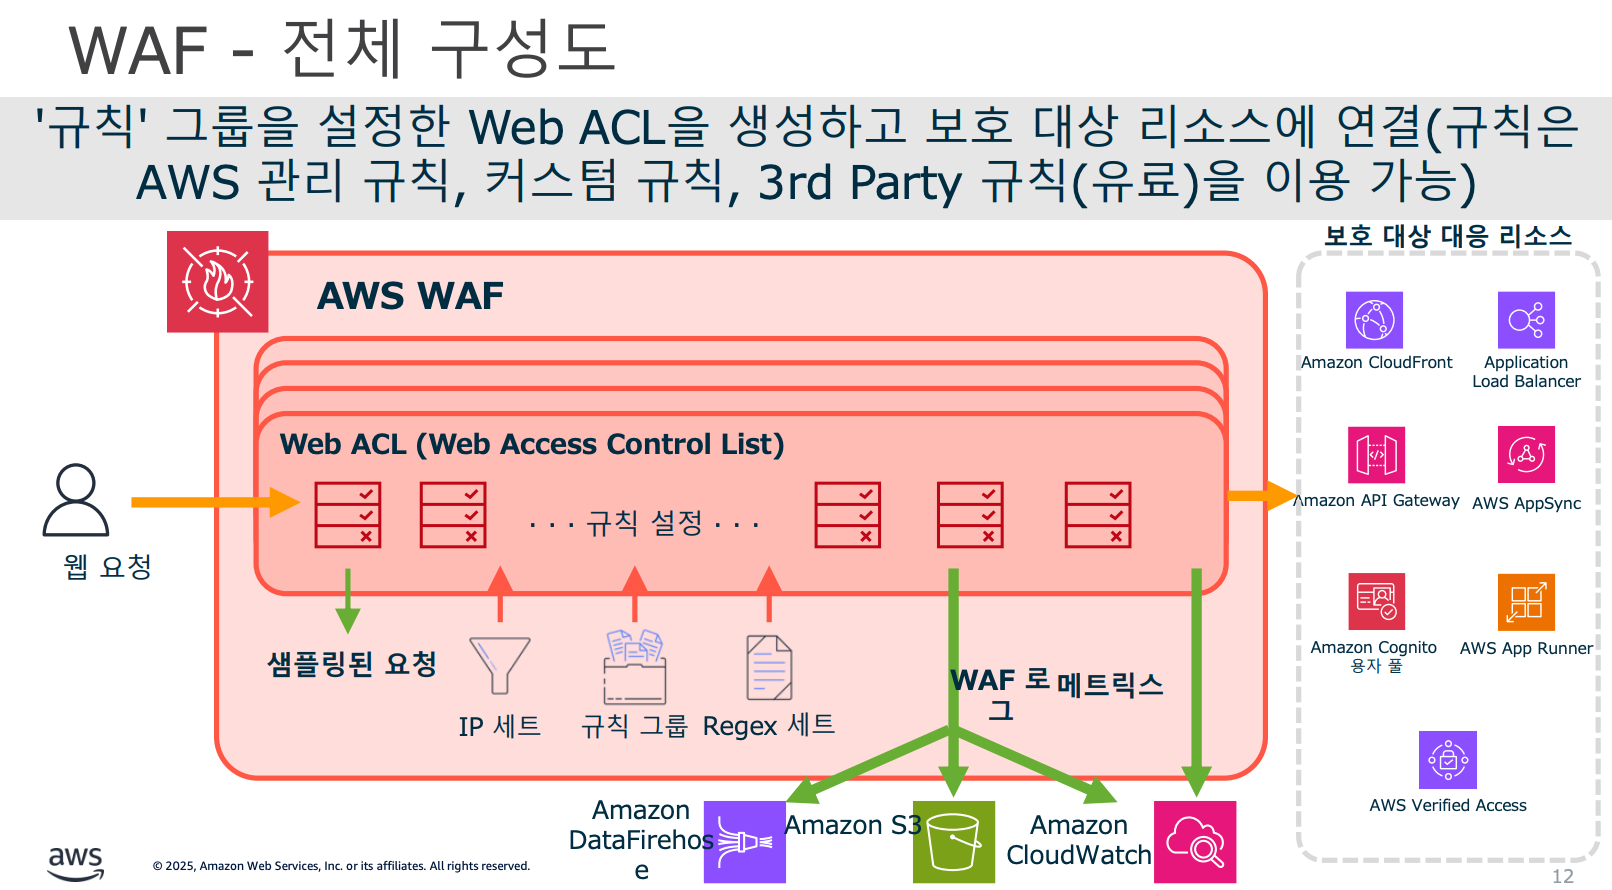 WAF - 전체 구성도
'규칙' 그룹을 설정한 Web ACL을 생성하고 보호 대상 리소스에 연결(규칙은
AWS 관리 규칙, 커스텀 규칙, 3rd Party 규칙(유료)을 이용 가능)
보호 대상 대응 리소스
AWS WAF
Amazon CloudFront
Application
Load Balancer
Web ACL (Web Access Control List)
· · · 규칙 설정 · · ·
Amazon API Gateway
AWS AppSync
웹 요청
샘플링된 요청
IP 세트
규칙 그룹
Regex 세트
WAF 로
그
메트릭스
Amazon Cognito
용자 풀
AWS App Runner
AWS Verified Access
Amazon
DataFirehos
e
Amazon S3
Amazon
CloudWatch
aws
© 2025, Amazon Web Services, Inc. or its affiliates. All rights reserved.
12